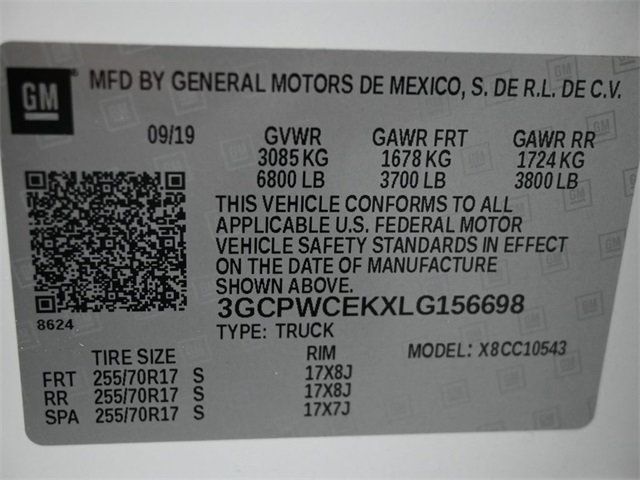 GM MFD BY GENERAL MOTORS DE MEXICO, S. DE R.L. DE C.V.
09/19 GVWR GAWR FRT GAWR RR
3085 KG 1678 KG 1724 KG
6800 LB 3700 LB 3800 LB
THIS VEHICLE CONFORMS TO ALL
APPLICABLE U.S. FEDERAL MOTOR
VEHICLE SAFETY STANDARDS IN EFFECT
ON THE DATE OF MANUFACTURE
SHOWN ABOVE.
3GCPWCEKXLG156698
8624
TYPE: TRUCK
TIRE SIZE RIM MODEL: X8CC10543
FRT 255/70R17 S 17X8J
RR 255/70R17 S 17X8J
SPA 255/70R17 S 17X7J